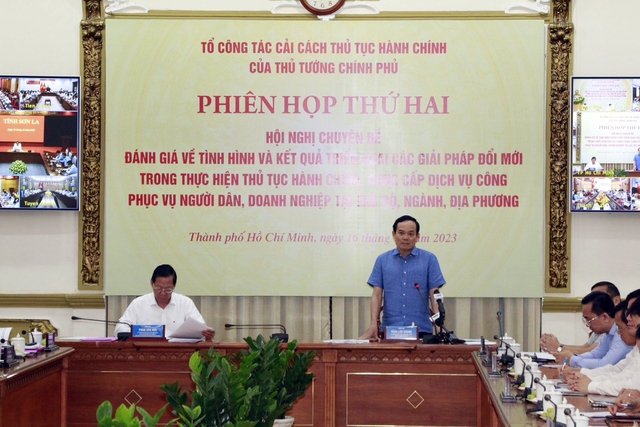 TỔ CÔNG TÁC CẢI CÁCH THỦ TỤC HÀNH CHÍNH
CỦA THỦ TƯỚNG CHÍNH PHỦ
PHIÊN HỌP THỨ HAI
HỘI NGHỊ CHUYÊN ĐỀ
ĐÁNH GIÁ VỀ TÌNH HÌNH VÀ KẾT QUẢ CÁC GIẢI PHÁP ĐỔI MỚI
TRONG THỰC HIỆN THỦ TỤC HÀNH CẤP DỊCH VỤ CÔNG
PHỤC VỤ NGƯỜI DÂN, DOANH NGHIỆP NGÀNH, ĐỊA PHƯƠNG
Thành phố Hồ Chí Minh, ngày 16 tháng 2023
TỈNH SƠN LA